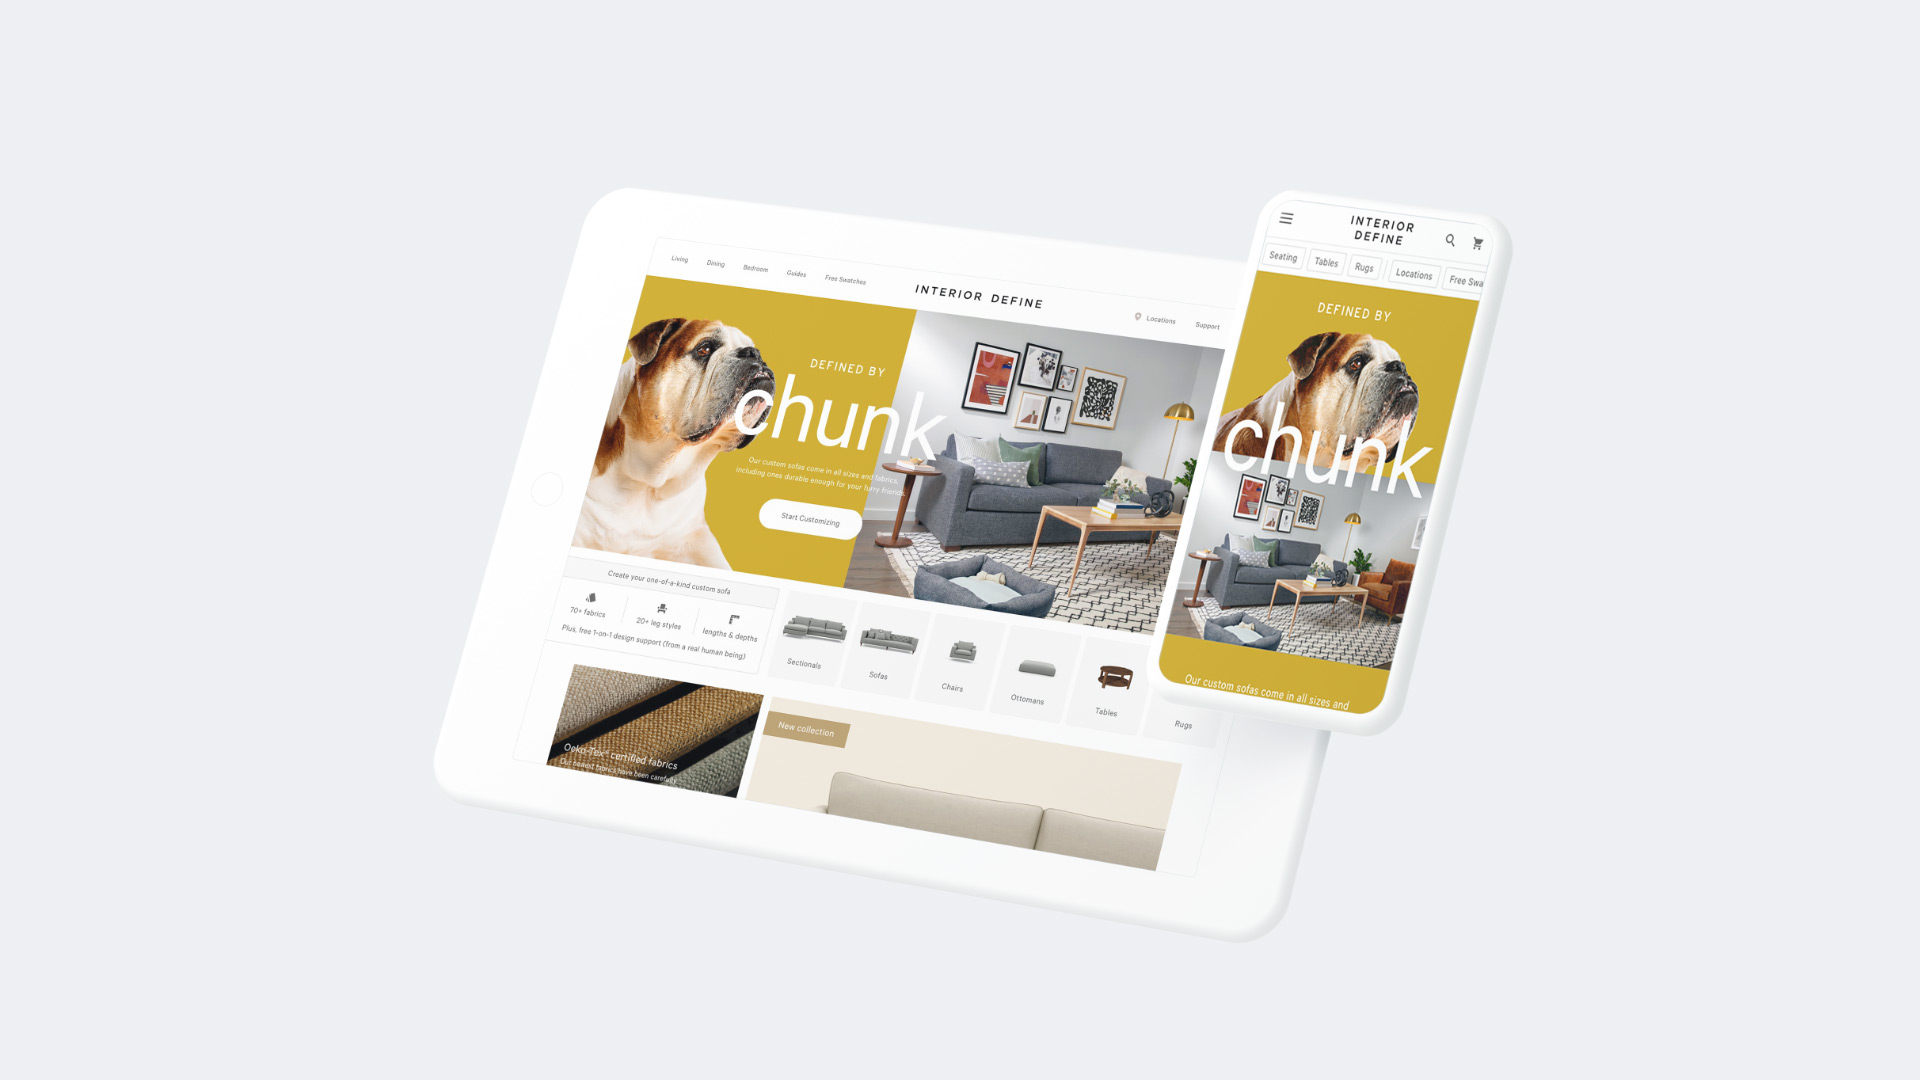 Living
Dining
Bedroom
Guides
Free Swatches
INTERIOR DEFINE
Locations
Support
DEFINED BY
chunk
Our custom sofas come in all sizes and fabrics,
including ones durable enough for your furry friends.
Start Customizing
Create your one-of-a-kind custom sofa
70+ fabrics
20+ leg styles
lengths & depths
Plus, free 1-on-1 design support (from a real human being)
Sectionals
Sofas
Chairs
Ottomans
Tables
Rugs
Oeko-Tex® certified fabrics
Our newest fabrics have been carefully
New collection
INTERIOR
DEFINE
Seating
Tables
Rugs
Locations
Free Swa
DEFINED BY
chunk
Our custom sofas come in all sizes and